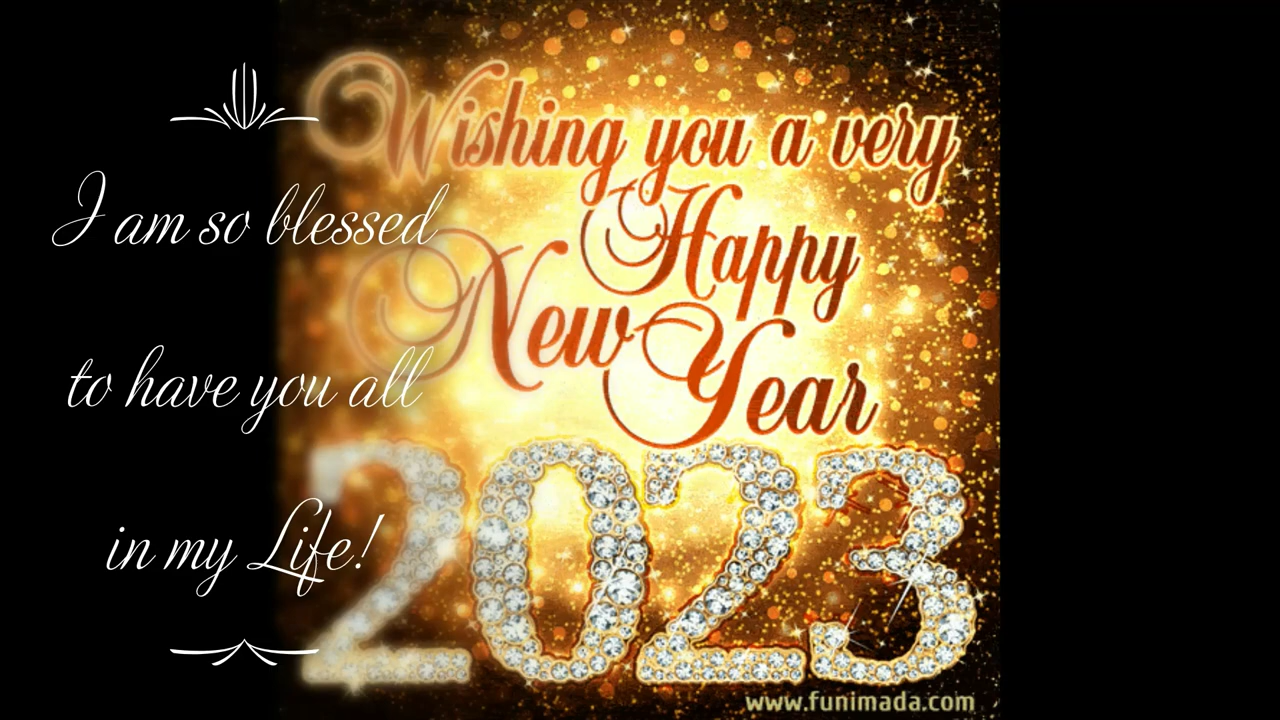 I am so blessed
to have you all
in my Life!
Wishing you a very
Happy
New Year
2023
www.funimada.com